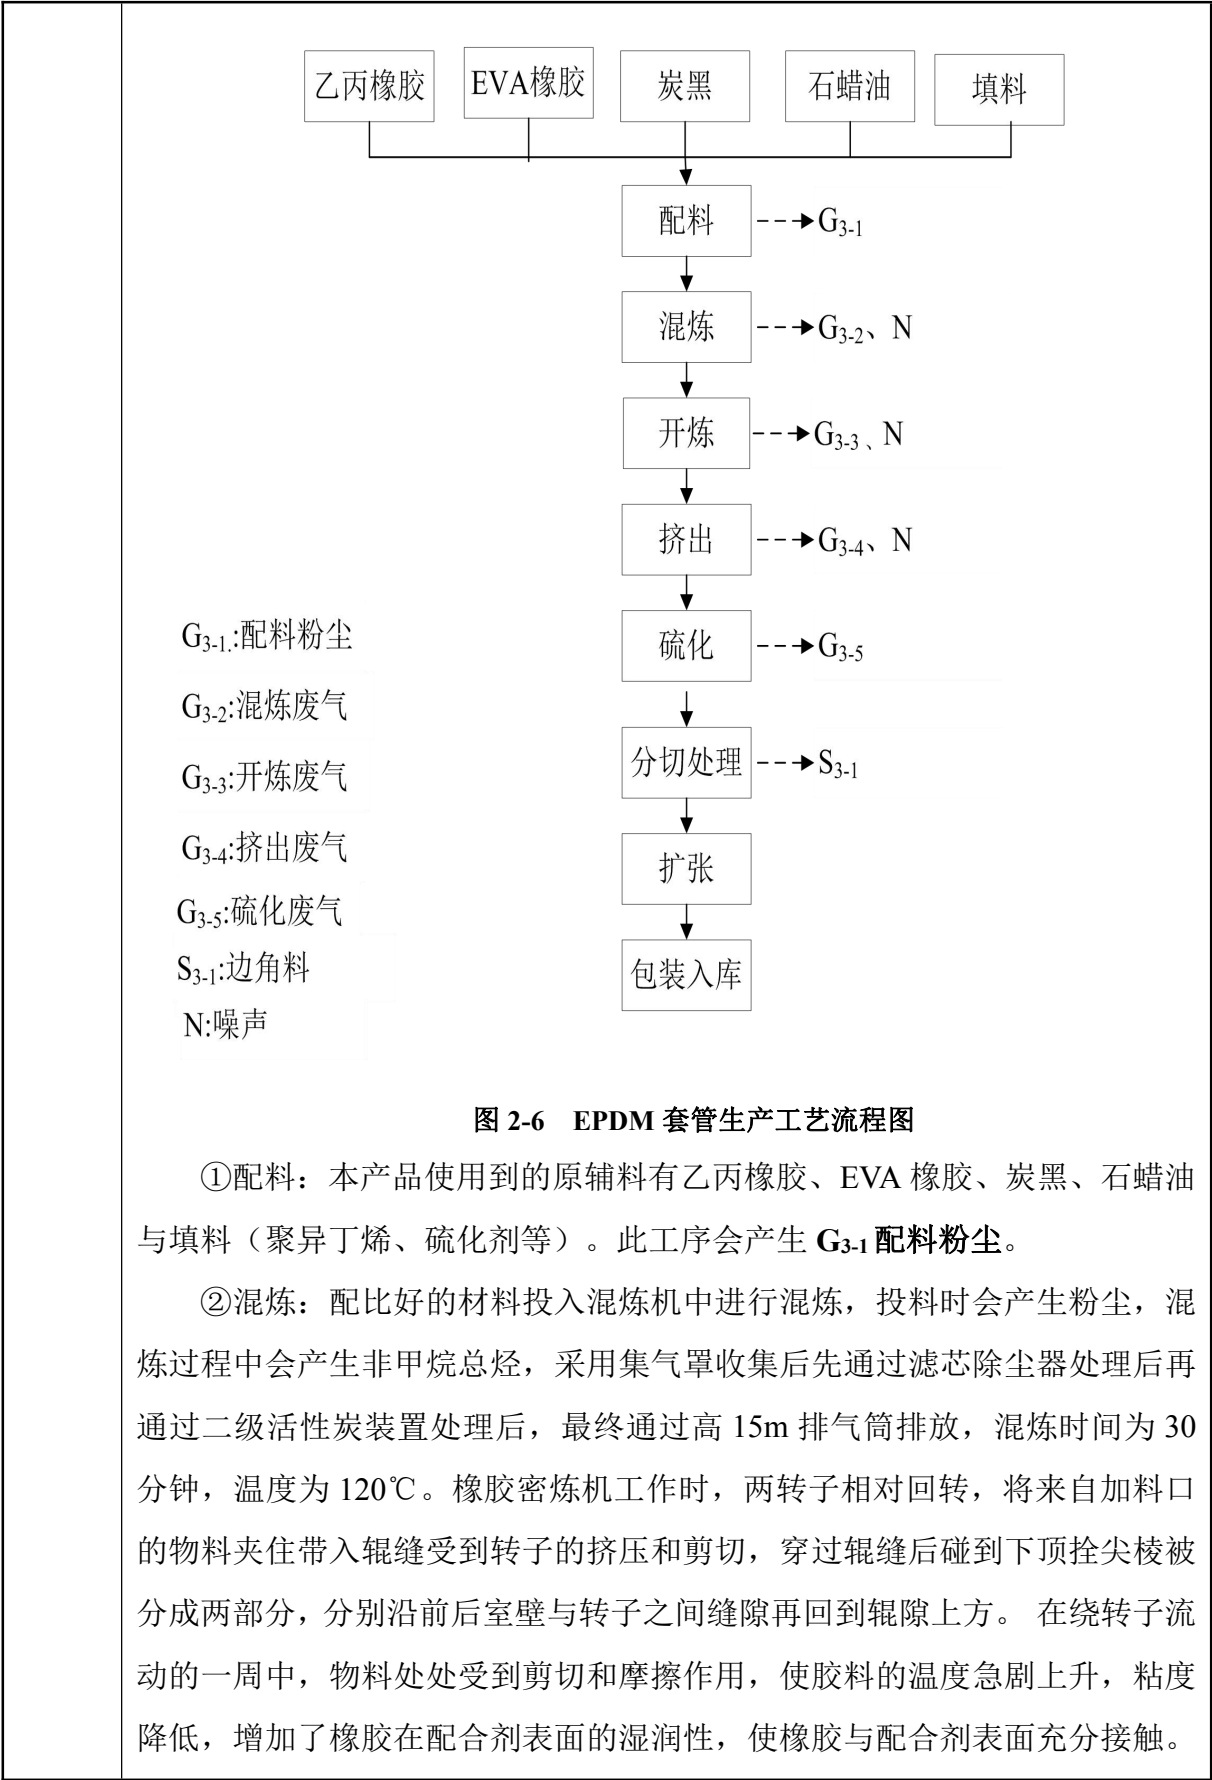 乙丙橡胶
EVA橡胶
炭黑
石蜡油
填料
配料
G3-1
混炼
G3-2、N
开炼
G3-3、N
挤出
G3-4、N
硫化
G3-5
分切处理
S3-1
扩张
包装入库
G3-1.:配料粉尘
G3-2:混炼废气
G3-3:开炼废气
G3-4:挤出废气
G3-5:硫化废气
S3-1:边角料
N:噪声
图 2-6 EPDM 套管生产工艺流程图
①配料：本产品使用到的原辅料有乙丙橡胶、EVA 橡胶、炭黑、石蜡油
与填料（聚异丁烯、硫化剂等）。此工序会产生 G3-1 配料粉尘。
②混炼：配比好的材料投入混炼机中进行混炼，投料时会产生粉尘，混
炼过程中会产生非甲烷总烃，采用集气罩收集后先通过滤芯除尘器处理后再
通过二级活性炭装置处理后，最终通过高 15m 排气筒排放，混炼时间为 30
分钟，温度为 120℃。橡胶密炼机工作时，两转子相对回转，将来自加料口
的物料夹住带入辊缝受到转子的挤压和剪切，穿过辊缝后碰到下顶拴尖棱被
分成两部分，分别沿前后室壁与转子之间缝隙再回到辊隙上方。 在绕转子流
动的一周中，物料处处受到剪切和摩擦作用，使胶料的温度急剧上升，粘度
降低，增加了橡胶在配合剂表面的湿润性，使橡胶与配合剂表面充分接触。